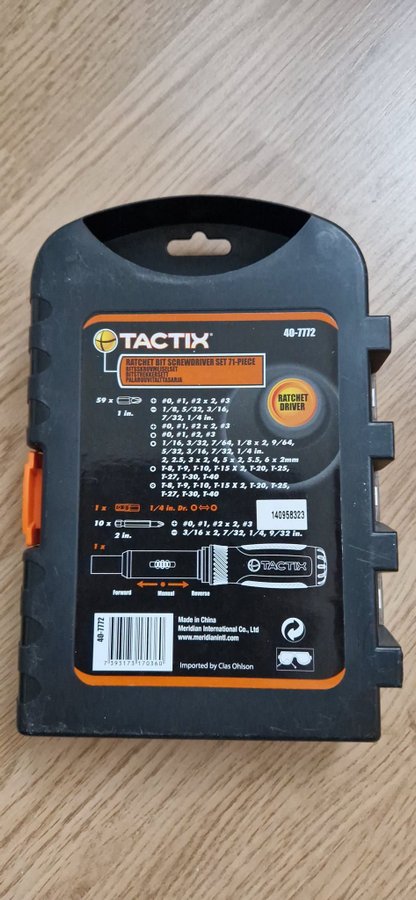 TACTIX®
40-7772
RATCHET BIT SCREWDRIVER SET 71-PIECE
BITSSKRUVMEJSELSET
BITSTREKKERSETT
PALARUUVITALTTASARJA
RATCHET
DRIVER
59 x
1 in.
#0, #1, #2 x 2, #3
1/8, 5/32, 3/16,
7/32, 1/4 in.
#0, #1, #2 x 2, #3
#0, #1, #2, #3
1/16, 3/32, 7/64, 1/8 x 2, 9/64,
5/32, 3/16, 7/32, 1/4 in.
2, 2.5, 3 x 2, 4, 5 x 2, 5.5, 6 x 2mm
T-8, T-9, T-10, T-15 X 2, T-20, T-25,
T-27, T-30, T-40
T-8, T-9, T-10, T-15 X 2, T-20, T-25,
T-27, T-30, T-40
1 x
1/4 in. Dr.
140958323
10 x
2 in.
#0, #1, #2 x 2, #3
3/16 x 2, 7/32, 1/4, 9/32 in.
1 x
TACTIX
Forward Manual Reverse
40-7772
7 393173 170360
Made in China
Meridian International Co., Ltd
www.meridianintl.com
Imported by Clas Ohlson